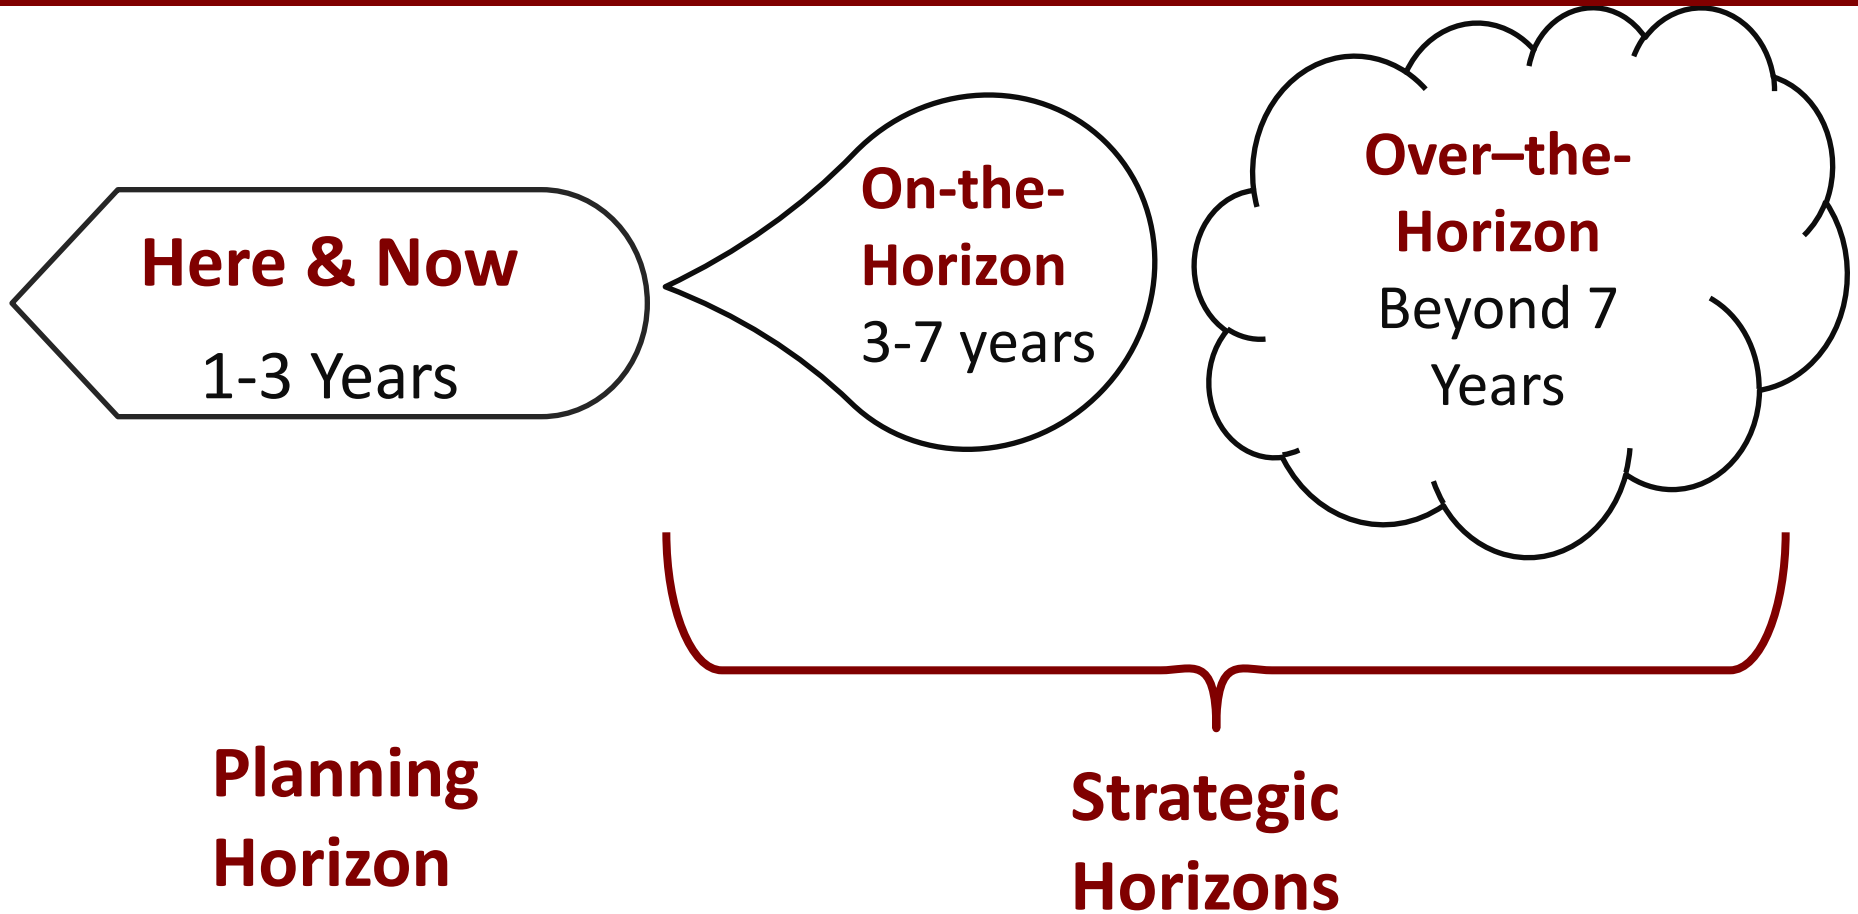 Here & Now
1-3 Years
On-the-
Horizon
3-7 years
Over–the-
Horizon
Beyond 7
Years
Planning
Horizon
Strategic
Horizons